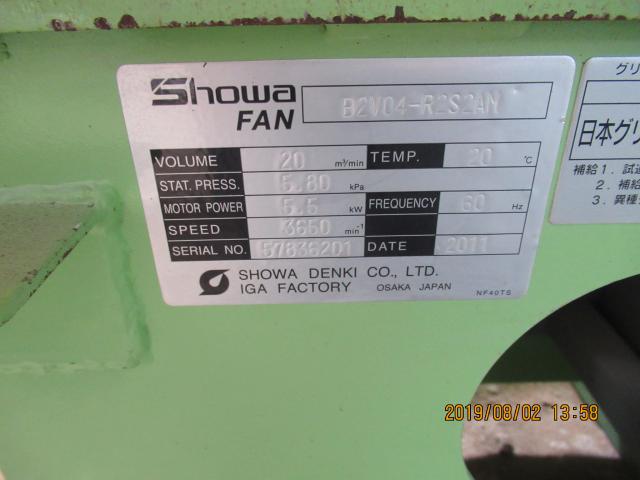 Showa
FAN
B2V04-R2S2AN
VOLUME 20 m³/min TEMP. 20 ℃
STAT. PRESS. 5.80 kPa
MOTOR POWER 5.5 kW FREQUENCY 60 Hz
SPEED 3650 min⁻¹
SERIAL NO. 57836201 DATE 2011
SHOWA DENKI CO., LTD.
IGA FACTORY OSAKA JAPAN
NF40TS
グリ
日本グリ
補給 1. 試運
2. 補給
3. 異種
2019/08/02 13:58